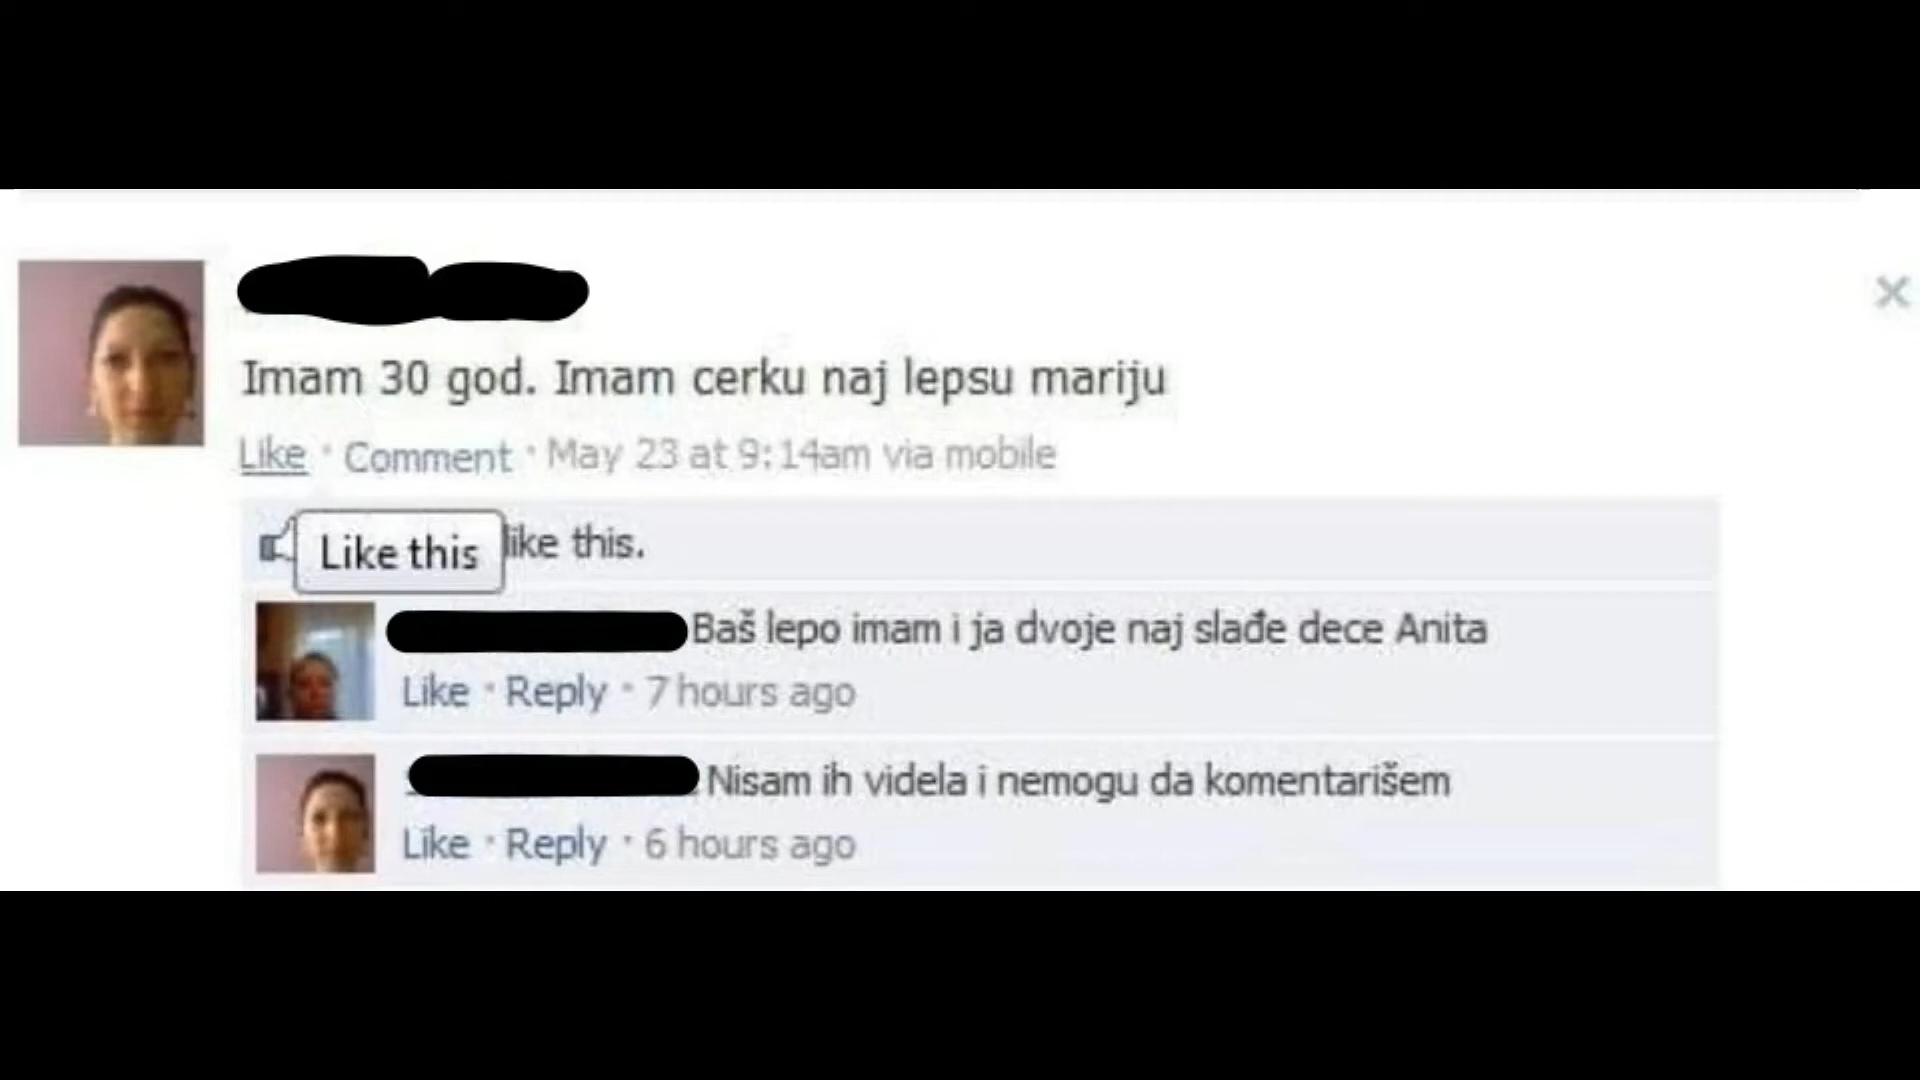 Imam 30 god. Imam cerku naj lepsu mariju
Like · Comment · May 23 at 9:14am via mobile
Like this like this.
Baš lepo imam i ja dvoje naj slađe dece Anita
Like · Reply · 7 hours ago
Nisam ih videla i nemogu da komentarišem
Like · Reply · 6 hours ago